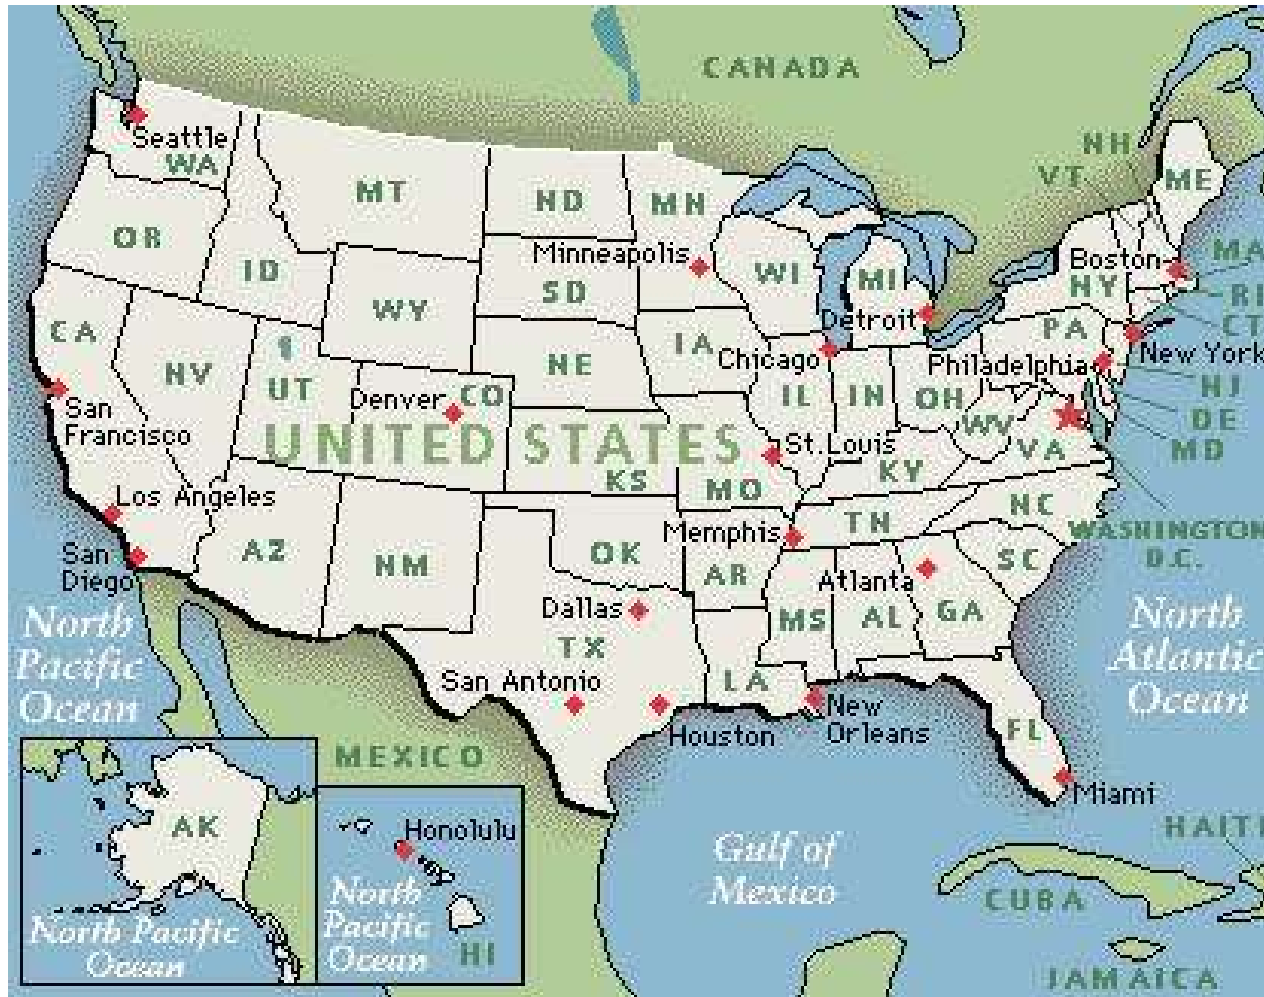 CANADA
NH
VT.
ME
Seattle
WA
MT
ND
MN
OR
Minneapolis
Boston
MA
ID
WI
MI
NY
SD
RI
WY
CT
CA
IA
Detroit
PA
NV
NE
Chicago
Philadelphia
New York
UT
Denver
CO
IL
IN
OH
NJ
San
Francisco
WV
DE
UNITED STATES
St.Louis
VA
MD
KS
KY
MO
Los Angeles
NC
TN
Memphis
WASHINGTON
D.C.
San
Diego
AZ
NM
OK
AR
Atlanta
SC
Dallas
MS
AL
GA
North
Pacific
Ocean
TX
North
Atlantic
Ocean
San Antonio
LA
New
Orleans
Houston
FL
MEXICO
Miami
AK
Honolulu
HAITI
Gulf of
Mexico
North
Pacific
Ocean
CUBA
North Pacific
Ocean
HI
JAMAICA